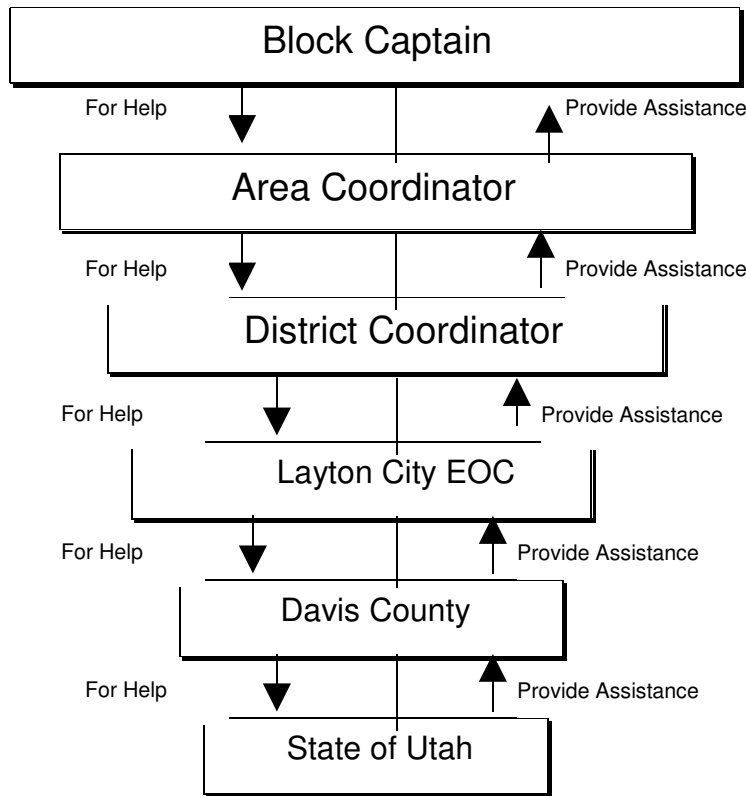 Block Captain
For Help
Provide Assistance
Area Coordinator
For Help
Provide Assistance
District Coordinator
For Help
Provide Assistance
Layton City EOC
For Help
Provide Assistance
Davis County
For Help
Provide Assistance
State of Utah